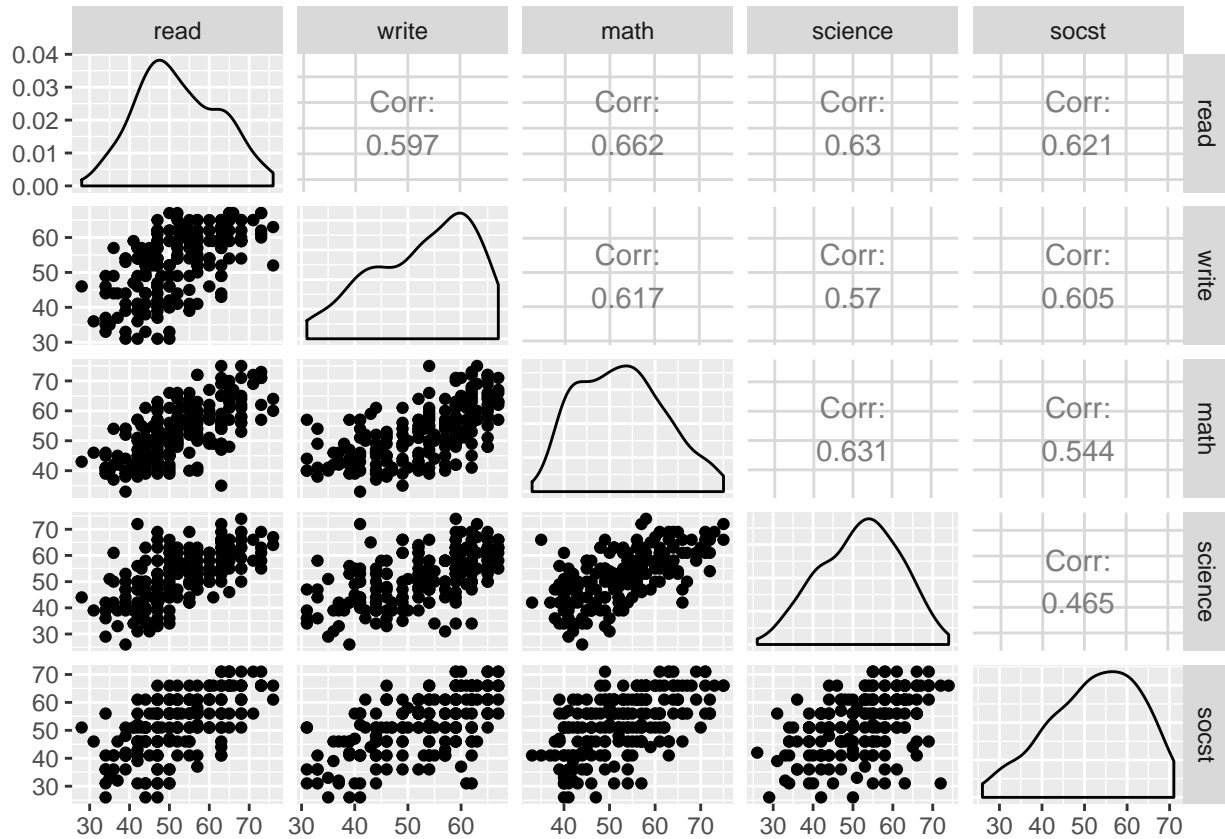 read write math science socst
0.04
0.03
0.02
0.01
0.00
Corr:
0.597
Corr:
0.662
Corr:
0.63
Corr:
0.621
read
60
50
40
30
Corr:
0.617
Corr:
0.57
Corr:
0.605
write
70
60
50
40
Corr:
0.631
Corr:
0.544
math
70
60
50
40
30
Corr:
0.465
science
70
60
50
40
30
socst
30 40 50 60 70 30 40 50 60 40 50 60 70 30 40 50 60 70 30 40 50 60 70